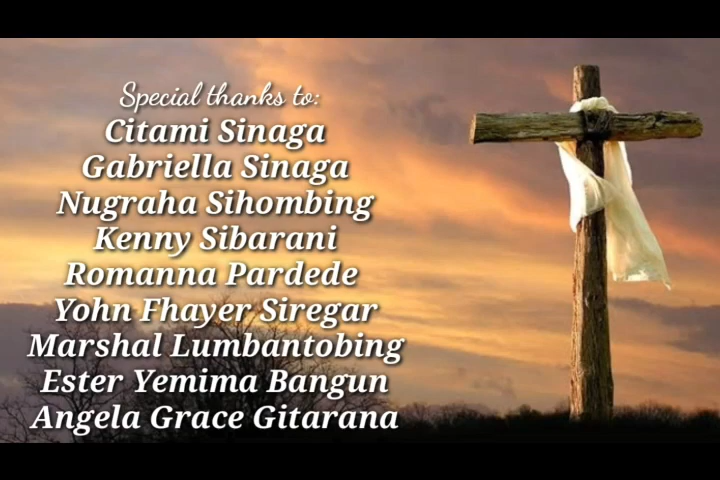 Special thanks to:
Citami Sinaga
Gabriella Sinaga
Nugraha Sihombing
Kenny Sibarani
Romanna Pardede
Yohn Fhayer Siregar
Marshal Lumbantobing
Ester Yemima Bangun
Angela Grace Gitarana